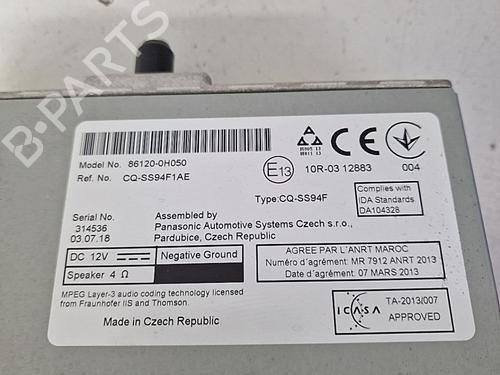 B-PARTS
Model No. 86120-0H050
Ref. No. CQ-SS94F1AE
CE
E13
10R-03 12883
004
Type:CQ-SS94F
Complies with
IDA Standards
DA104328
Serial No.
314536
03.07.18
Assembled by
Panasonic Automotive Systems Czech s.r.o.,
Pardubice, Czech Republic
DC 12V
Negative Ground
Speaker 4 Ω
AGREE PAR L'ANRT MAROC
Numéro d'agrément: MR 7912 ANRT 2013
Date d'agrément: 07 MARS 2013
MPEG Layer-3 audio coding technology licensed
from Fraunhofer IIS and Thomson.
Made in Czech Republic
ICASA
TA-2013/007
APPROVED